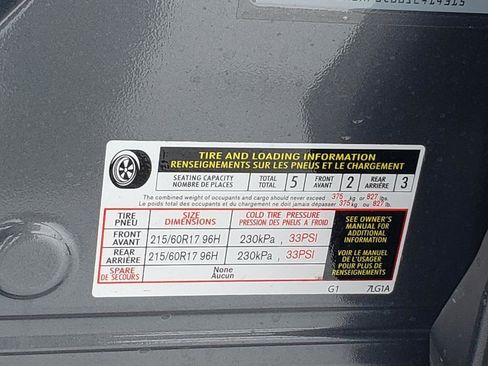 TIRE AND LOADING INFORMATION
RENSEIGNEMENTS SUR LES PNEUS ET LE CHARGEMENT
SEATING CAPACITY TOTAL 5 FRONT 2 REAR 3
NOMBRE DE PLACES TOTAL AVANT ARRIÈRE
The combined weight of occupants and cargo should never exceed 375 kg or 827 lbs.
Le poids total des occupants et du chargement ne doit jamais dépasser 375 kg ou 827 lb.
TIRE SIZE COLD TIRE PRESSURE
PNEU DIMENSIONS PRESSION DES PNEUS A FROID
FRONT 215/60R17 96H 230kPa , 33PSI
AVANT
REAR 215/60R17 96H 230kPa , 33PSI
ARRIÈRE
SPARE None
DE SECOURS Aucun
SEE OWNER'S
MANUAL FOR
ADDITIONAL
INFORMATION
VOIR LE MANUEL
DE L'USAGER
POUR PLUS DE
RENSEIGNEMENTS
G1 7LG1A